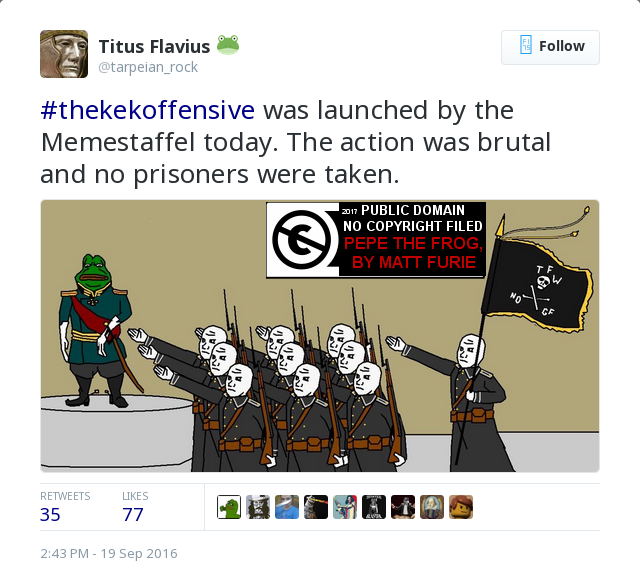 Titus Flavius
@tarpeian_rock
Follow
#thekekoffensive was launched by the
Memestaffel today. The action was brutal
and no prisoners were taken.
2017 PUBLIC DOMAIN
NO COPYRIGHT FILED
PEPE THE FROG,
BY MATT FURIE
TFW
NO GF
RETWEETS
35
LIKES
77
2:43 PM - 19 Sep 2016